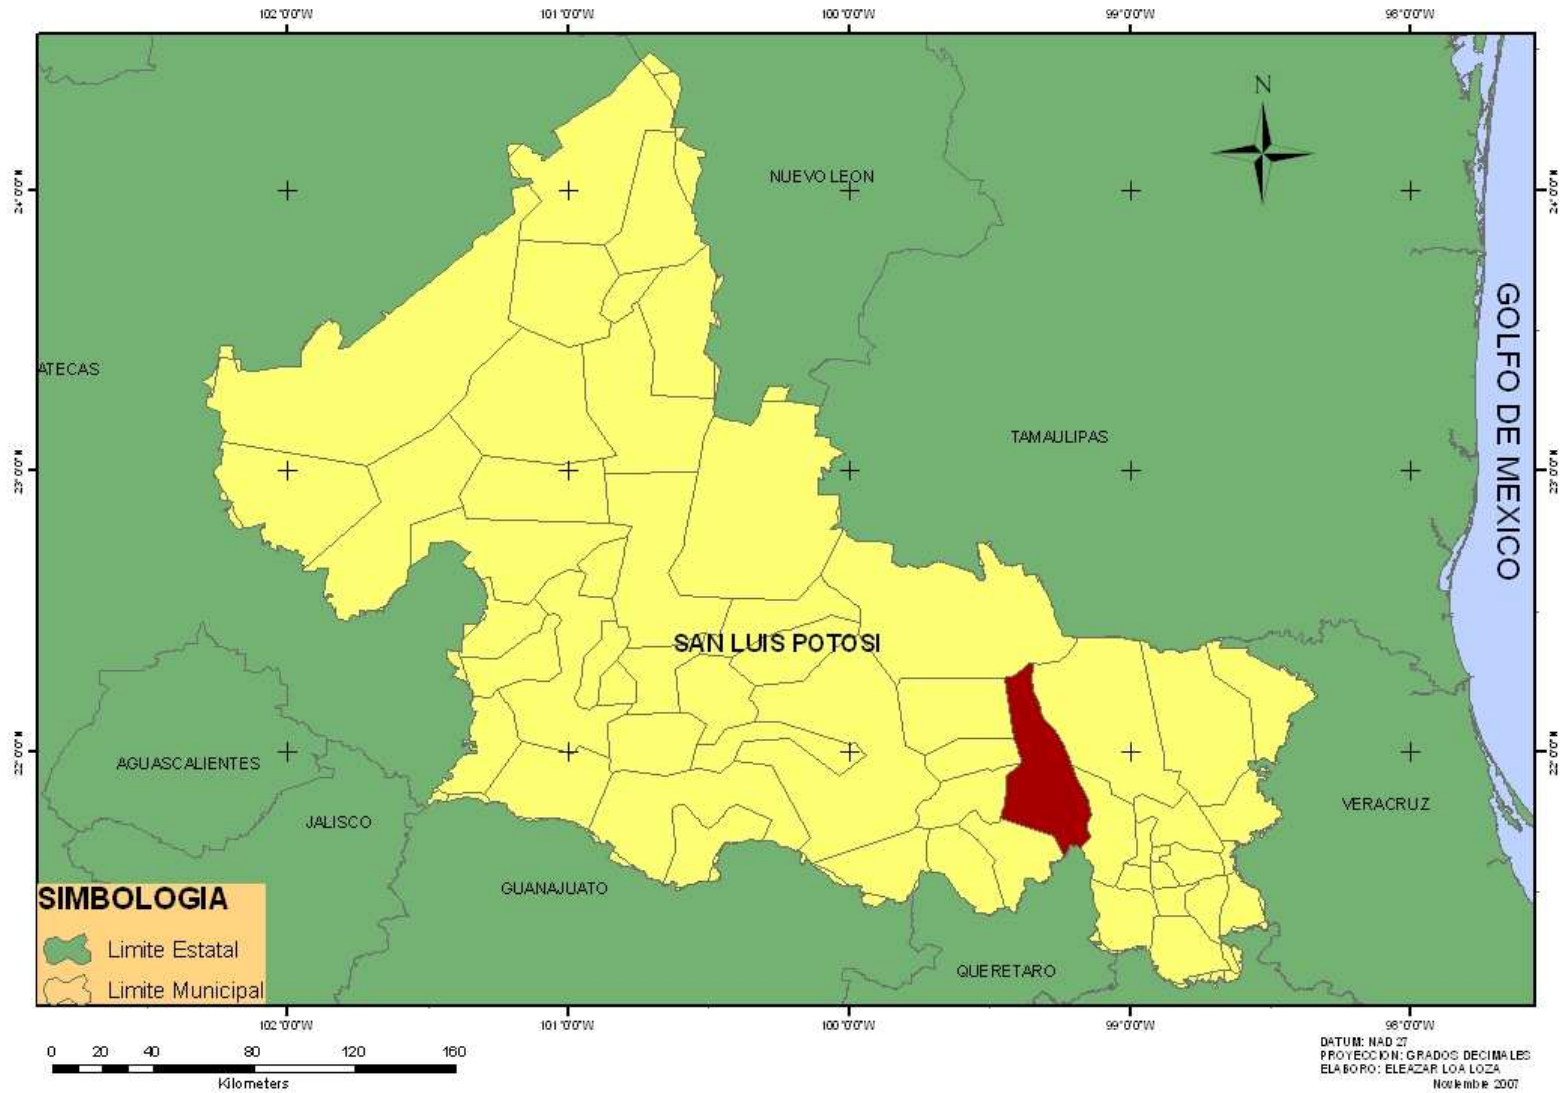 102°0'0"W 101°0'0"W 100°0'0"W 99°0'0"W 98°0'0"W
N
24°0'0"N NUEVO LEON 24°0'0"N
ATECAS
GOLFO DE MEXICO
TAMAULIPAS
23°0'0"N 23°0'0"N
SAN LUIS POTOSI
22°0'0"N 22°0'0"N
AGUASCALIENTES
VERACRUZ
JALISCO
GUANAJUATO
QUERETARO
SIMBOLOGIA
Limite Estatal
Limite Municipal
102°0'0"W 101°0'0"W 100°0'0"W 99°0'0"W 98°0'0"W
0 20 40 80 120 160
Kilometers
DATUM: NAD 27
PROYECCION: GRADOS DECIMALES
ELABORO: ELEAZAR LOA LOZA
Noviembre 2007